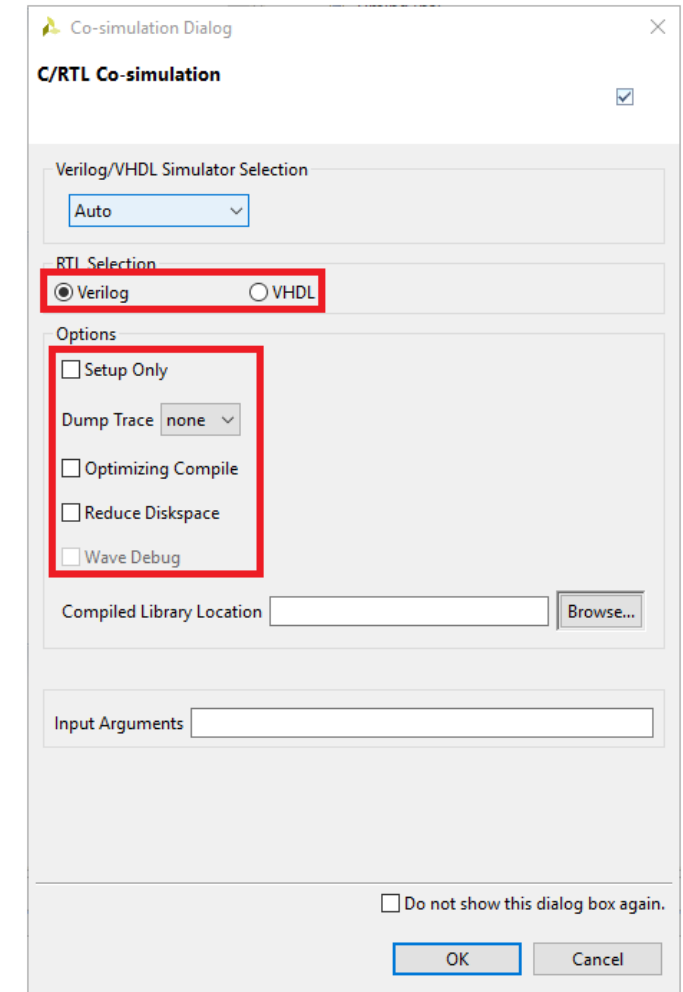 Co-simulation Dialog
C/RTL Co-simulation
Verilog/VHDL Simulator Selection
Auto
RTL Selection
Verilog VHDL
Options
Setup Only
Dump Trace none
Optimizing Compile
Reduce Diskspace
Wave Debug
Compiled Library Location Browse...
Input Arguments
Do not show this dialog box again.
OK Cancel